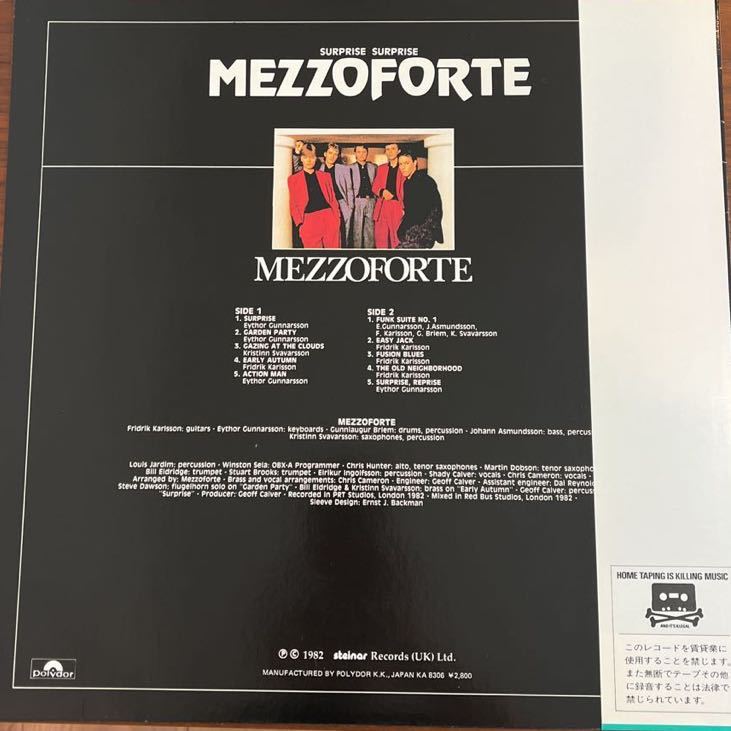 SURPRISE SURPRISE
MEZZOFORTE
MEZZOFORTE
SIDE 1
1. SURPRISE
Eythor Gunnarsson
2. GARDEN PARTY
Eythor Gunnarsson
3. GAZING AT THE CLOUDS
Kristinn Svavarsson
4. EARLY AUTUMN
Fridrik Karlsson
5. ACTION MAN
Eythor Gunnarsson
SIDE 2
1. FUNK SUITE NO. 1
E.Gunnarsson, J.Asmundsson,
F. Karlsson, G. Briem, K. Svavarsson
2. EASY JACK
Fridrik Karlsson
3. FUSION BLUES
Fridrik Karlsson
4. THE OLD NEIGHBORHOOD
Fridrik Karlsson
5. SURPRISE, REPRISE
Eythor Gunnarsson
MEZZOFORTE
Fridrik Karlsson: guitars - Eythor Gunnarsson: keyboards - Gunnlaugur Briem: drums, percussion - Johann Asmundsson: bass, percus
Kristinn Svavarsson: saxophones, percussion
Louis Jardim: percussion - Winston Sela: OBX-A Programmer - Chris Hunter: alto, tenor saxophones - Martin Dobson: tenor saxopho
Bill Eldridge: trumpet - Stuart Brooks: trumpet - Eirikur Ingolfsson: percussion - Shady Calver: vocals - Chris Cameron: vocals -
Arranged by: Mezzoforte - Brass and vocal arrangements: Chris Cameron - Engineer: Geoff Calver - Assistant engineer: Dai Reynol
Steve Dawson: flugelhorn solo on "Garden Party" - Bill Eldridge & Kristinn Svavarsson: brass on "Early Autumn" - Geoff Calver: percus
"Surprise" - Producer: Geoff Calver - Recorded in PRT Studios, London 1982 - Mixed in Red Bus Studios, London 1982 -
Sleeve Design: Ernst J. Backman
℗ © 1982 steinar Records (UK) Ltd.
MANUFACTURED BY POLYDOR K.K., JAPAN KA 8306 ¥2,800
polydor
HOME TAPING IS KILLING MUSIC
AND IT'S ILLEGAL
このレコードを賃貸業に
使用することを禁じます。
また無断でテープその他
に録音することは法律で
禁じられています。